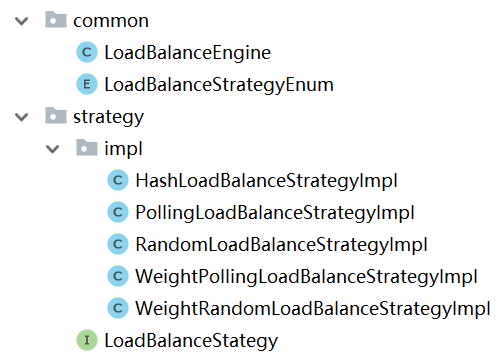 common
C LoadBalanceEngine
E LoadBalanceStrategyEnum
strategy
impl
C HashLoadBalanceStrategyImpl
C PollingLoadBalanceStrategyImpl
C RandomLoadBalanceStrategyImpl
C WeightPollingLoadBalanceStrategyImpl
C WeightRandomLoadBalanceStrategyImpl
I LoadBalanceStategy